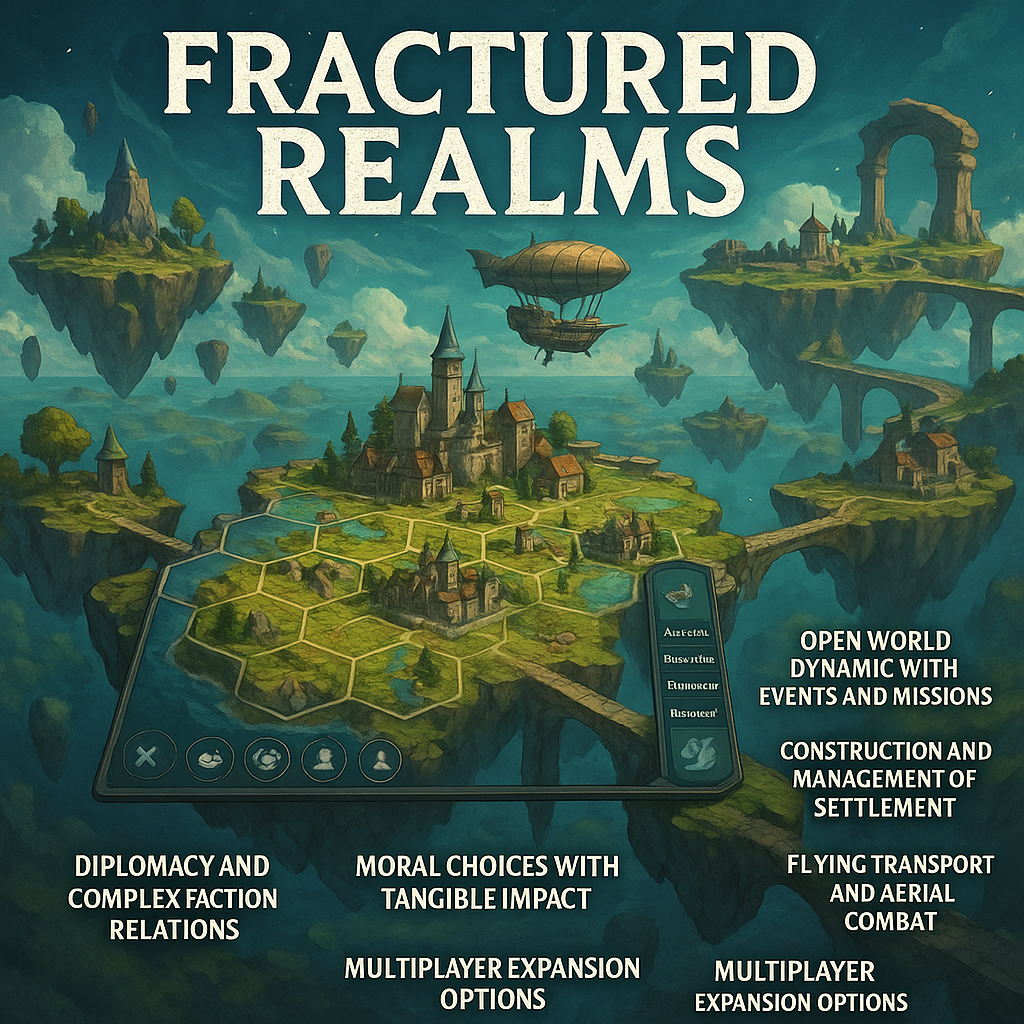 FRACTURED
REALMS
OPEN WORLD
DYNAMIC WITH
EVENTS AND MISSIONS
CONSTRUCTION AND
MANAGEMENT OF
SETTLEMENT
DIPLOMACY AND
COMPLEX FACTION
RELATIONS
MORAL CHOICES WITH
TANGIBLE IMPACT
FLYING TRANSPORT
AND AERIAL
COMBAT
MULTIPLAYER EXPANSION
OPTIONS
MULTIPLAYER
EXPANSION OPTIONS